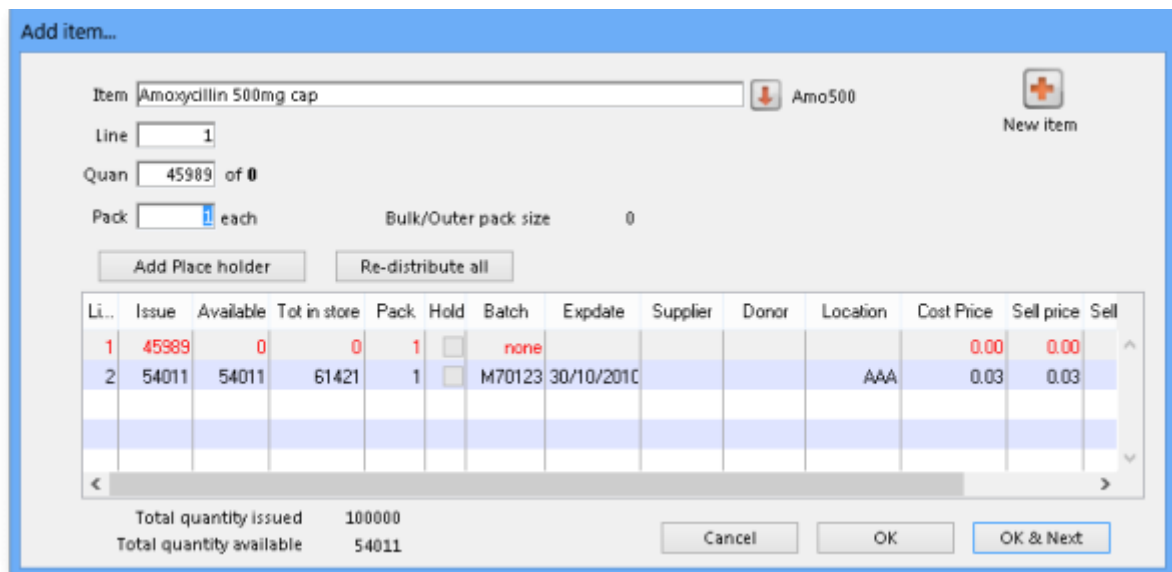 Add item...
Item Amoxycillin 500mg cap Amo500
New item
Line 1
Quan 45989 of 0
Pack 1 each Bulk/Outer pack size 0
Add Place holder Re-distribute all
Li... Issue Available Tot in store Pack Hold Batch Expdate Supplier Donor Location Cost Price Sell price Sell
1 45989 0 0 1 none 0.00 0.00
2 54011 54011 61421 1 M70123 30/10/2010 AAA 0.03 0.03
Total quantity issued 100000
Total quantity available 54011
Cancel OK OK & Next